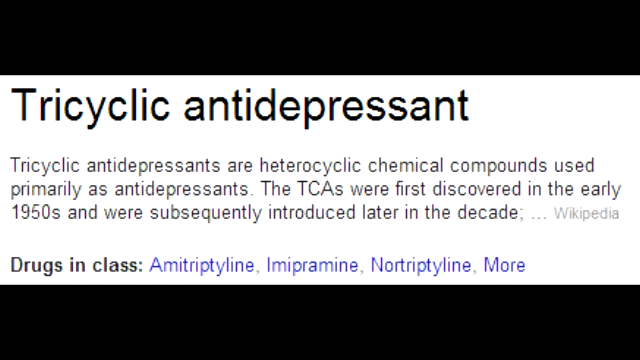 Tricyclic antidepressant
Tricyclic antidepressants are heterocyclic chemical compounds used
primarily as antidepressants. The TCAs were first discovered in the early
1950s and were subsequently introduced later in the decade; ... Wikipedia
Drugs in class: Amitriptyline, Imipramine, Nortriptyline, More